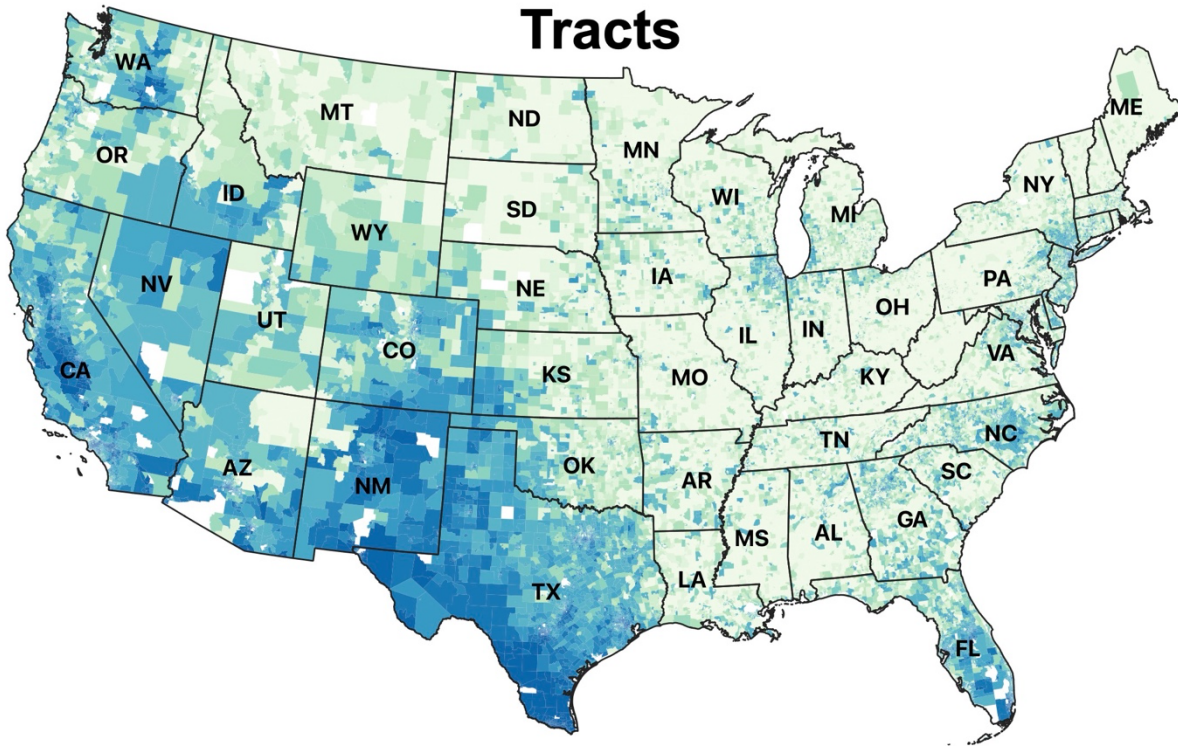 Tracts
WA
MT
ND
MN
ME
OR
ID
SD
WI
MI
NY
WY
NE
IA
PA
NV
UT
CO
IL
IN
OH
CA
KS
MO
KY
VA
AZ
NM
OK
AR
TN
NC
SC
TX
LA
MS
AL
GA
FL